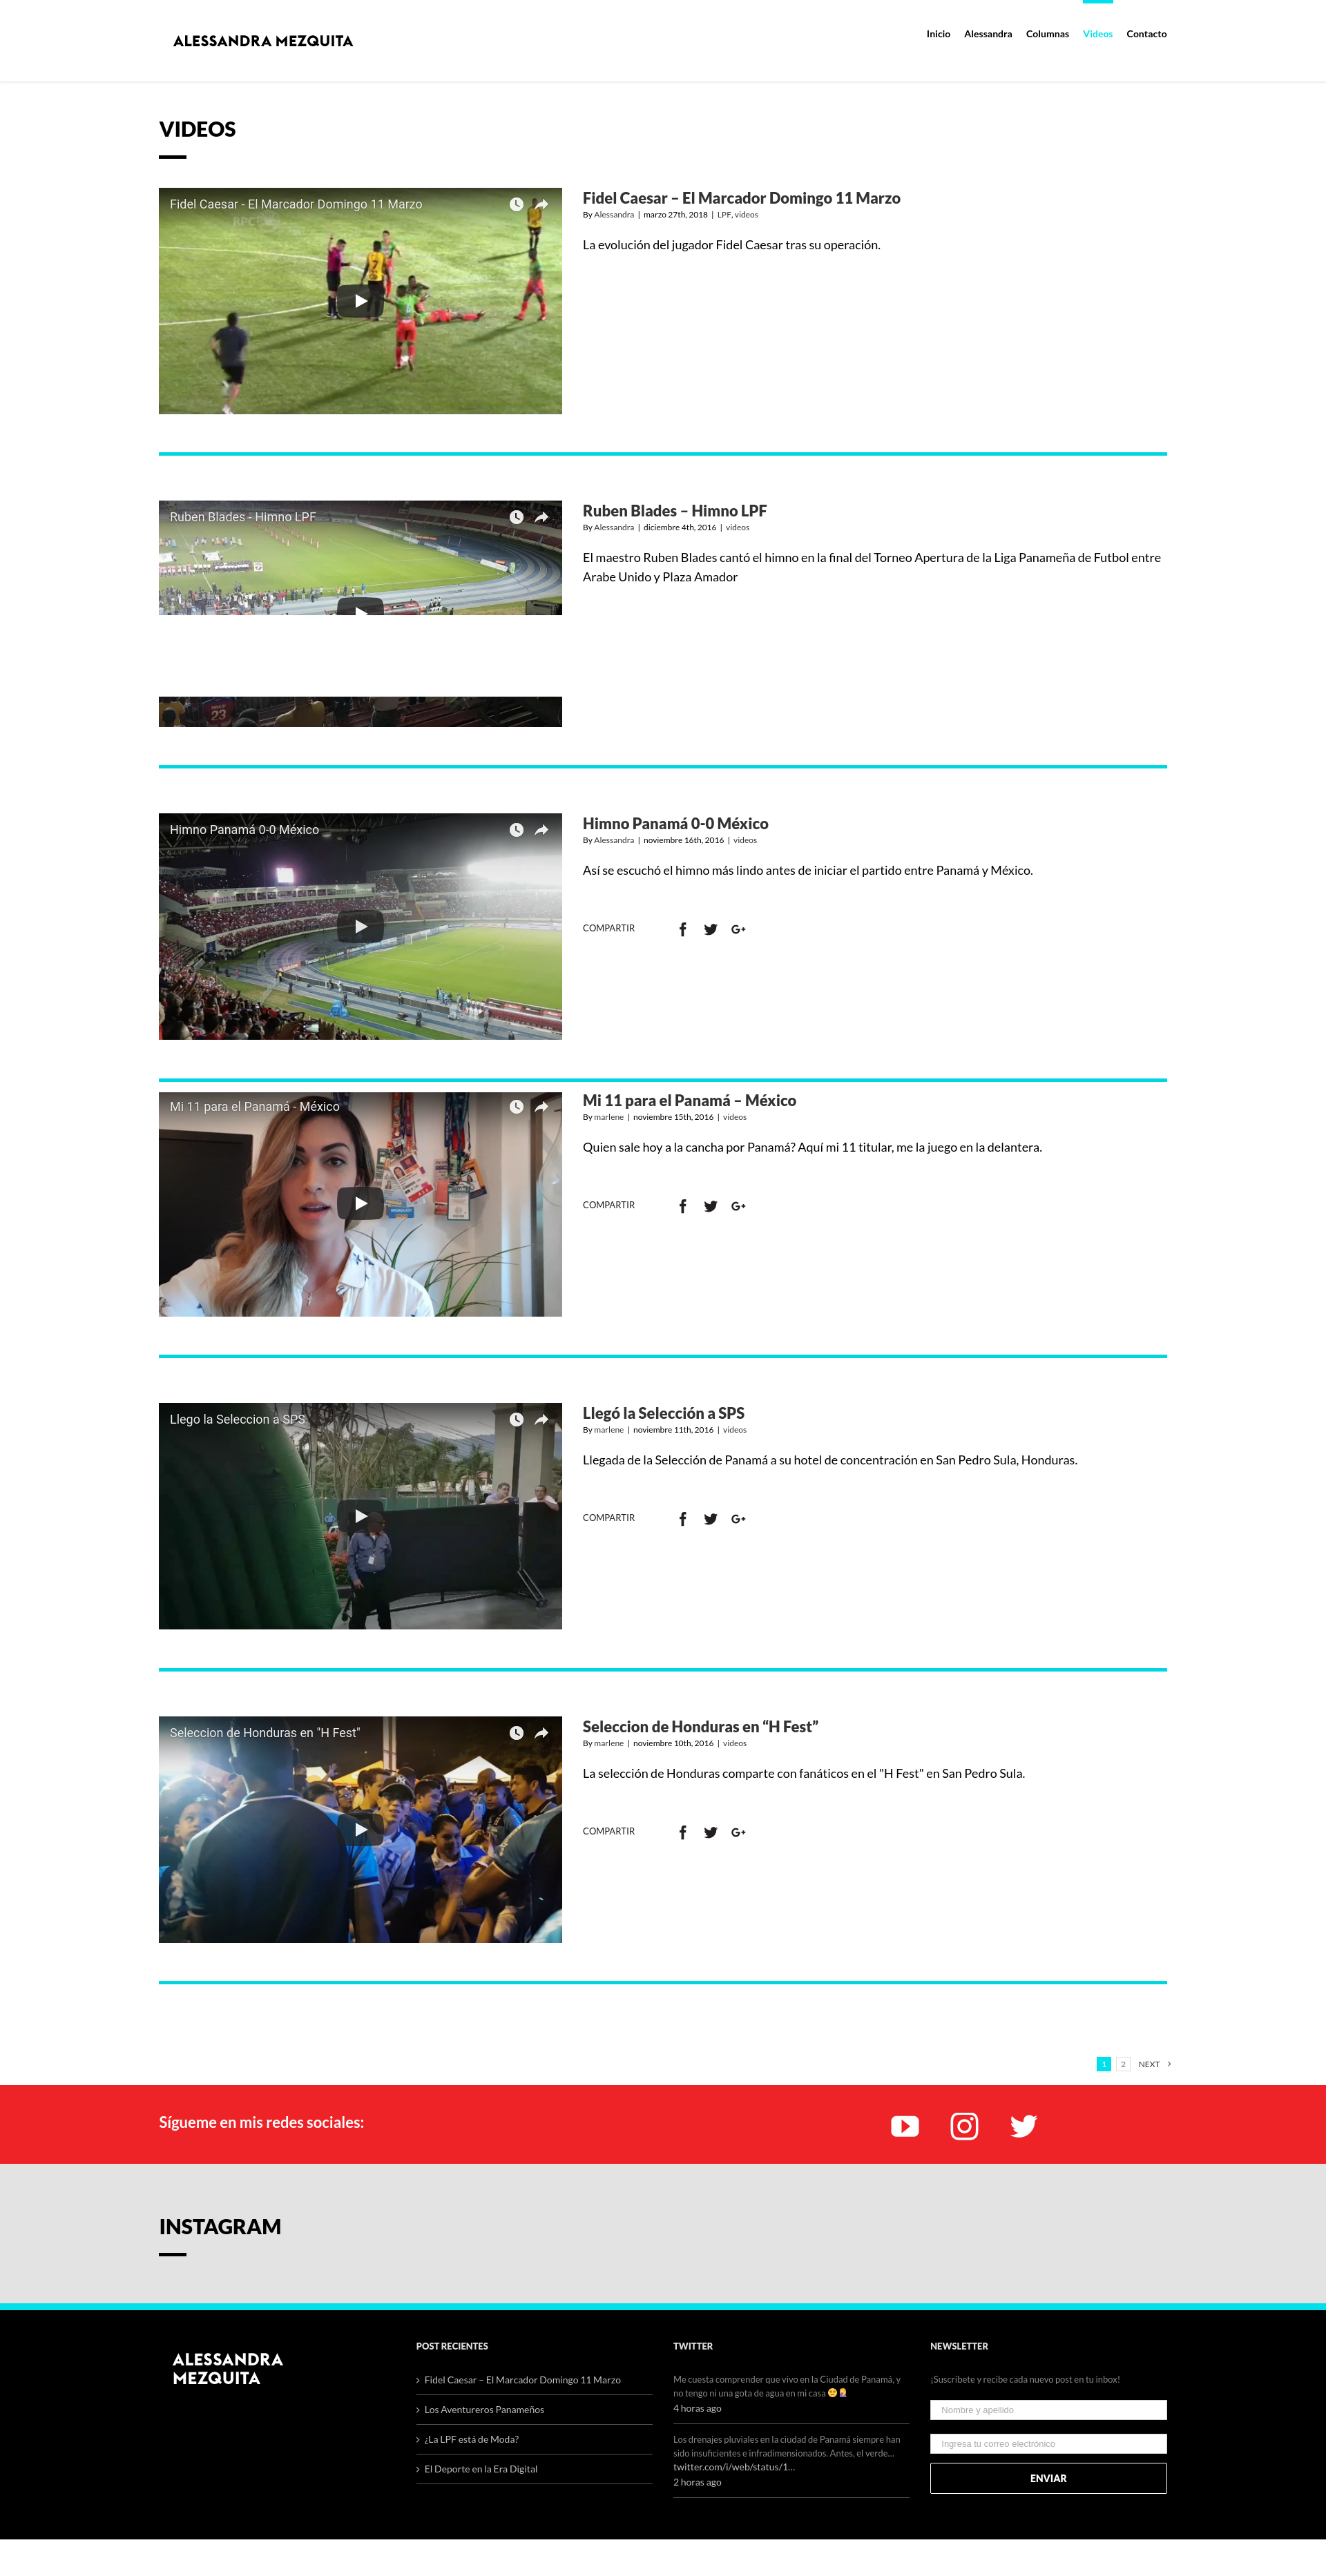 ALESSANDRA MEZQUITA
Inicio
Alessandra
Columnas
Videos
Contacto
VIDEOS
Fidel Caesar - El Marcador Domingo 11 Marzo
7
Fidel Caesar – El Marcador Domingo 11 Marzo
By Alessandra | marzo 27th, 2018 | LPF, videos
La evolución del jugador Fidel Caesar tras su operación.
Ruben Blades - Himno LPF
23
Ruben Blades – Himno LPF
By Alessandra | diciembre 4th, 2016 | videos
El maestro Ruben Blades cantó el himno en la final del Torneo Apertura de la Liga Panameña de Futbol entre
Arabe Unido y Plaza Amador
Himno Panamá 0-0 México
Himno Panamá 0-0 México
By Alessandra | noviembre 16th, 2016 | videos
Así se escuchó el himno más lindo antes de iniciar el partido entre Panamá y México.
COMPARTIR
Mi 11 para el Panamá - México
Mi 11 para el Panamá – México
By marlene | noviembre 15th, 2016 | videos
Quien sale hoy a la cancha por Panamá? Aquí mi 11 titular, me la juego en la delantera.
COMPARTIR
Llego la Seleccion a SPS
Llegó la Selección a SPS
By marlene | noviembre 11th, 2016 | videos
Llegada de la Selección de Panamá a su hotel de concentración en San Pedro Sula, Honduras.
COMPARTIR
Seleccion de Honduras en "H Fest"
H
Seleccion de Honduras en “H Fest”
By marlene | noviembre 10th, 2016 | videos
La selección de Honduras comparte con fanáticos en el "H Fest" en San Pedro Sula.
COMPARTIR
1
2
NEXT
Sígueme en mis redes sociales:
INSTAGRAM
ALESSANDRA
MEZQUITA
POST RECIENTES
Fidel Caesar – El Marcador Domingo 11 Marzo
Los Aventureros Panameños
¿La LPF está de Moda?
El Deporte en la Era Digital
TWITTER
Me cuesta comprender que vivo en la Ciudad de Panamá, y
no tengo ni una gota de agua en mi casa
4 horas ago
Los drenajes pluviales en la ciudad de Panamá siempre han
sido insuficientes e infradimensionados. Antes, el verde…
twitter.com/i/web/status/1…
2 horas ago
NEWSLETTER
¡Suscríbete y recibe cada nuevo post en tu inbox!
Nombre y apellido
Ingresa tu correo electrónico
ENVIAR